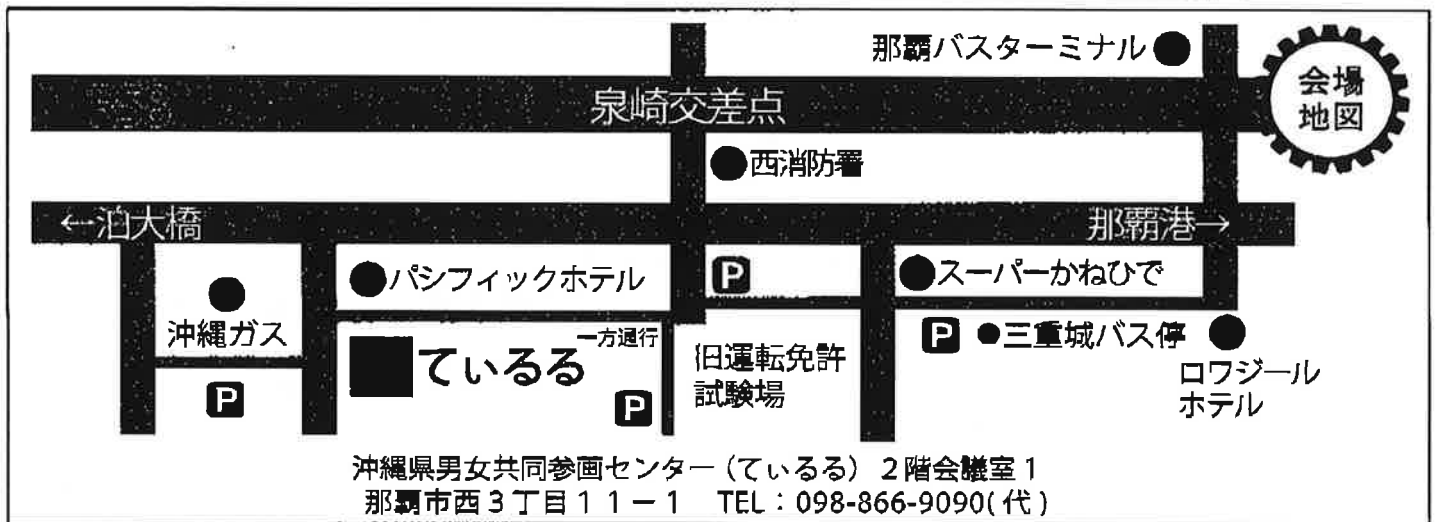 那覇バスターミナル
会場
地図
泉崎交差点
西消防署
←泊大橋
那覇港→
パシフィックホテル
P
スーパーかねひで
沖縄ガス
一方通行
てぃるる
旧運転免許
試験場
P
三重城バス停
ロワジール
ホテル
P
P
沖縄県男女共同参画センター(てぃるる) 2階会議室1
那覇市西3丁目11-1 TEL:098-866-9090(代)